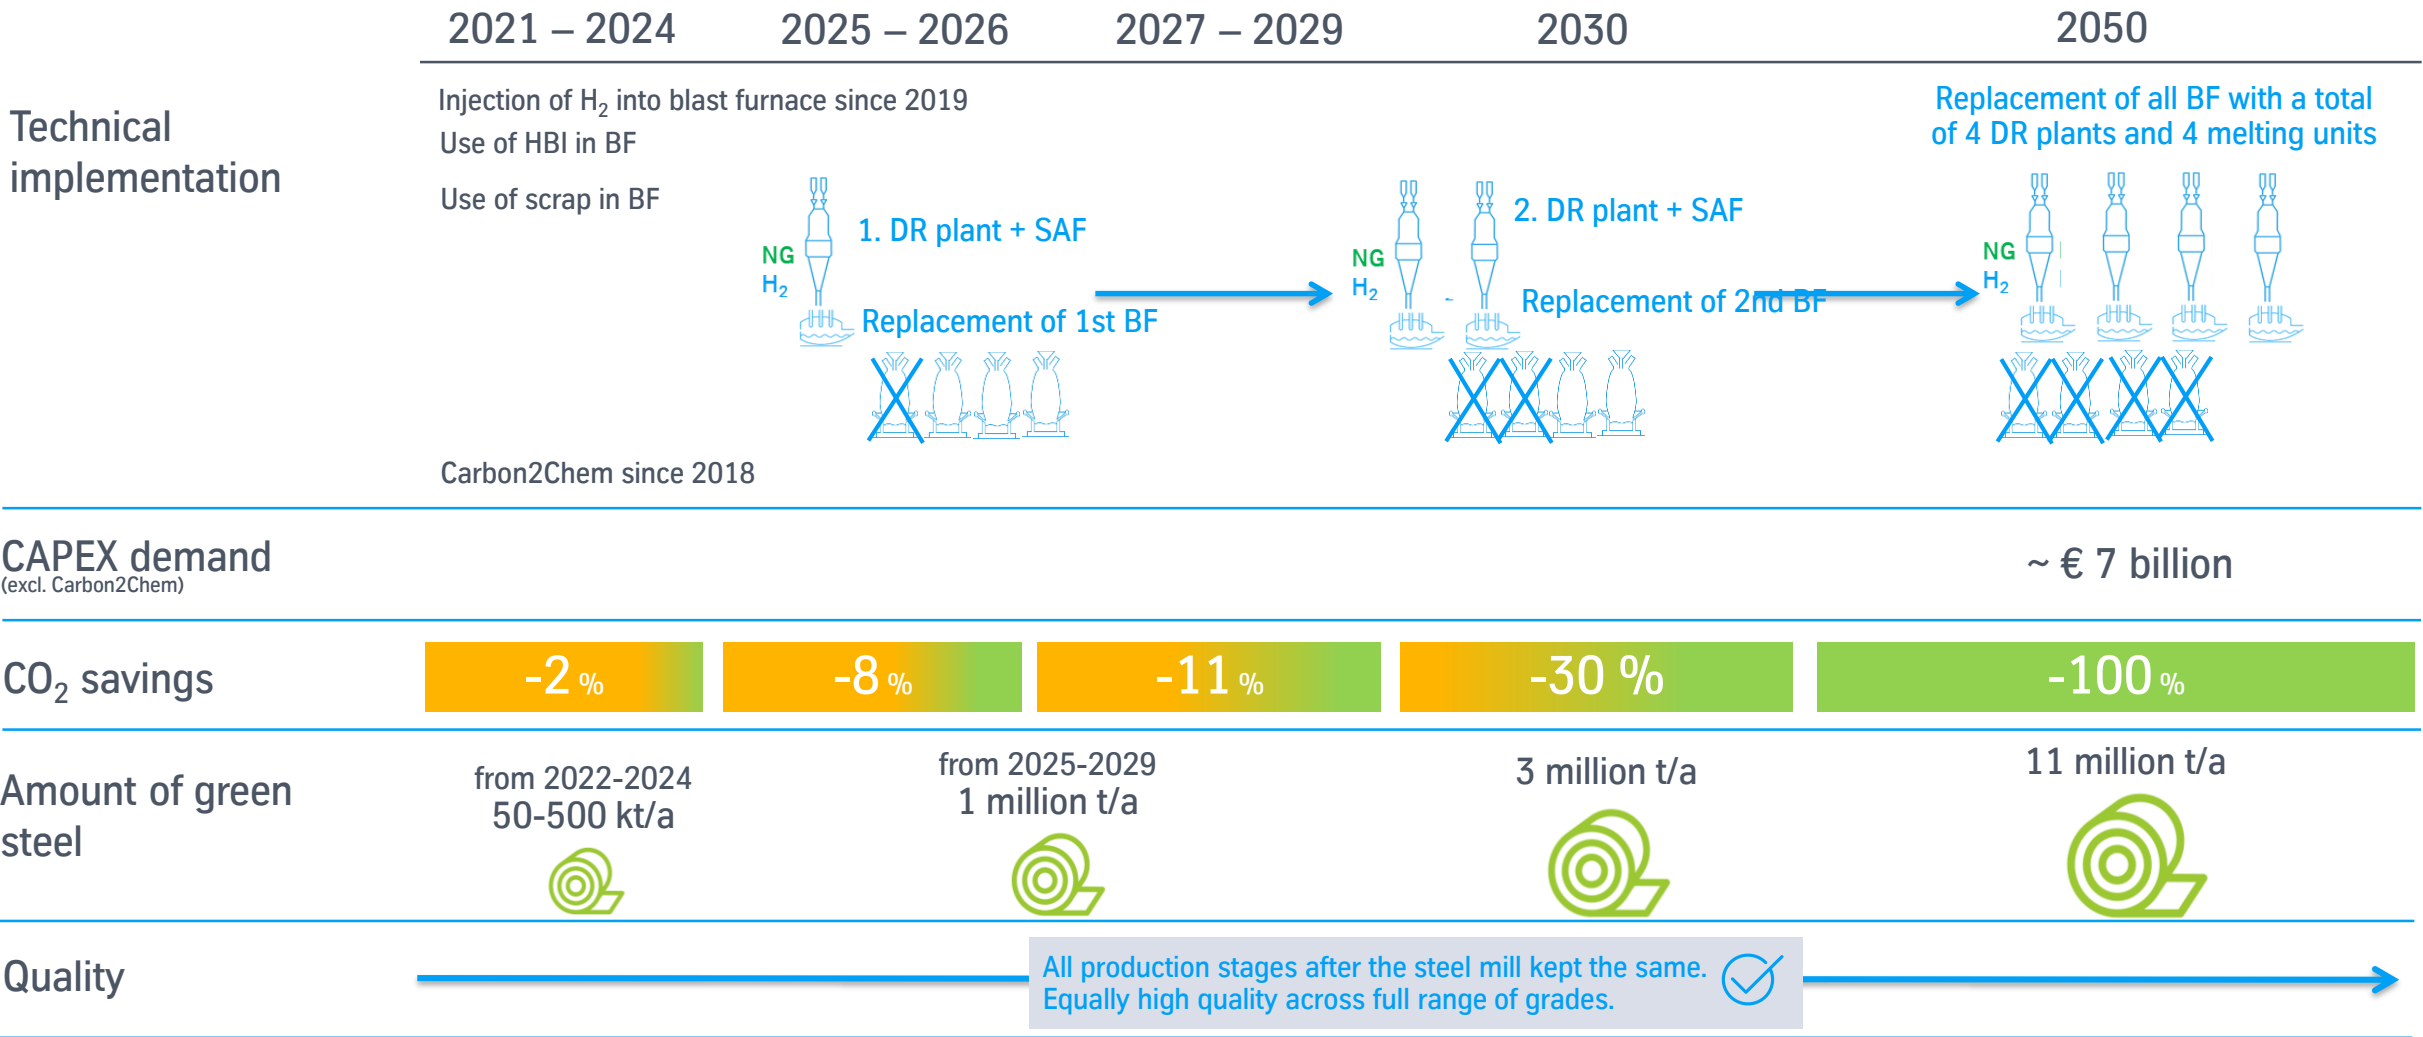 2021 – 2024
2025 – 2026
2027 – 2029
2030
2050
Technical
implementation
Injection of H₂ into blast furnace since 2019
Use of HBI in BF
Use of scrap in BF
NG
H₂
1. DR plant + SAF
Replacement of 1st BF
NG
H₂
2. DR plant + SAF
Replacement of 2nd BF
Replacement of all BF with a total
of 4 DR plants and 4 melting units
NG
H₂
Carbon2Chem since 2018
CAPEX demand
(excl. Carbon2Chem)
~ € 7 billion
CO₂ savings
-2 %
-8 %
-11 %
-30 %
-100 %
Amount of green
steel
from 2022-2024
50-500 kt/a
from 2025-2029
1 million t/a
3 million t/a
11 million t/a
Quality
All production stages after the steel mill kept the same.
Equally high quality across full range of grades.